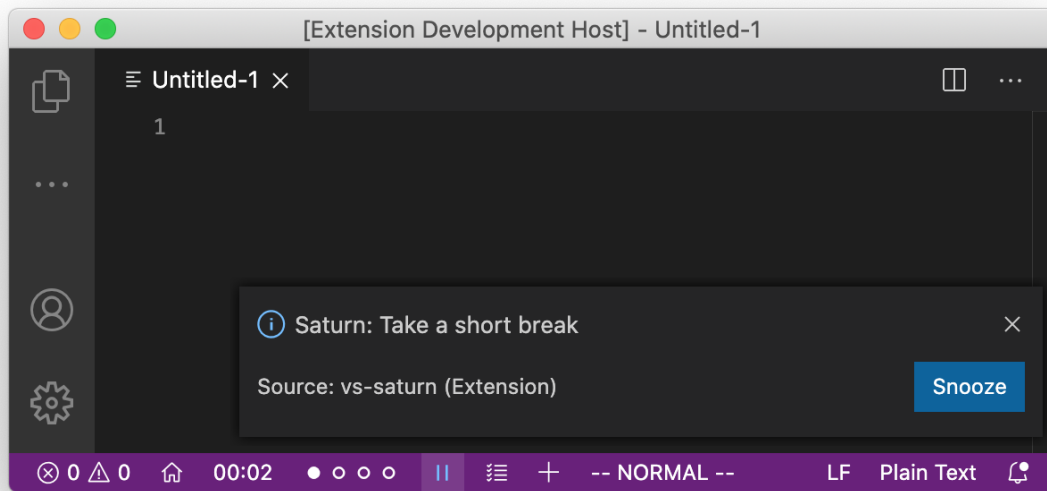 [Extension Development Host] - Untitled-1
Untitled-1
1
Saturn: Take a short break
Source: vs-saturn (Extension)
Snooze
0 0 00:02 -- NORMAL -- LF Plain Text